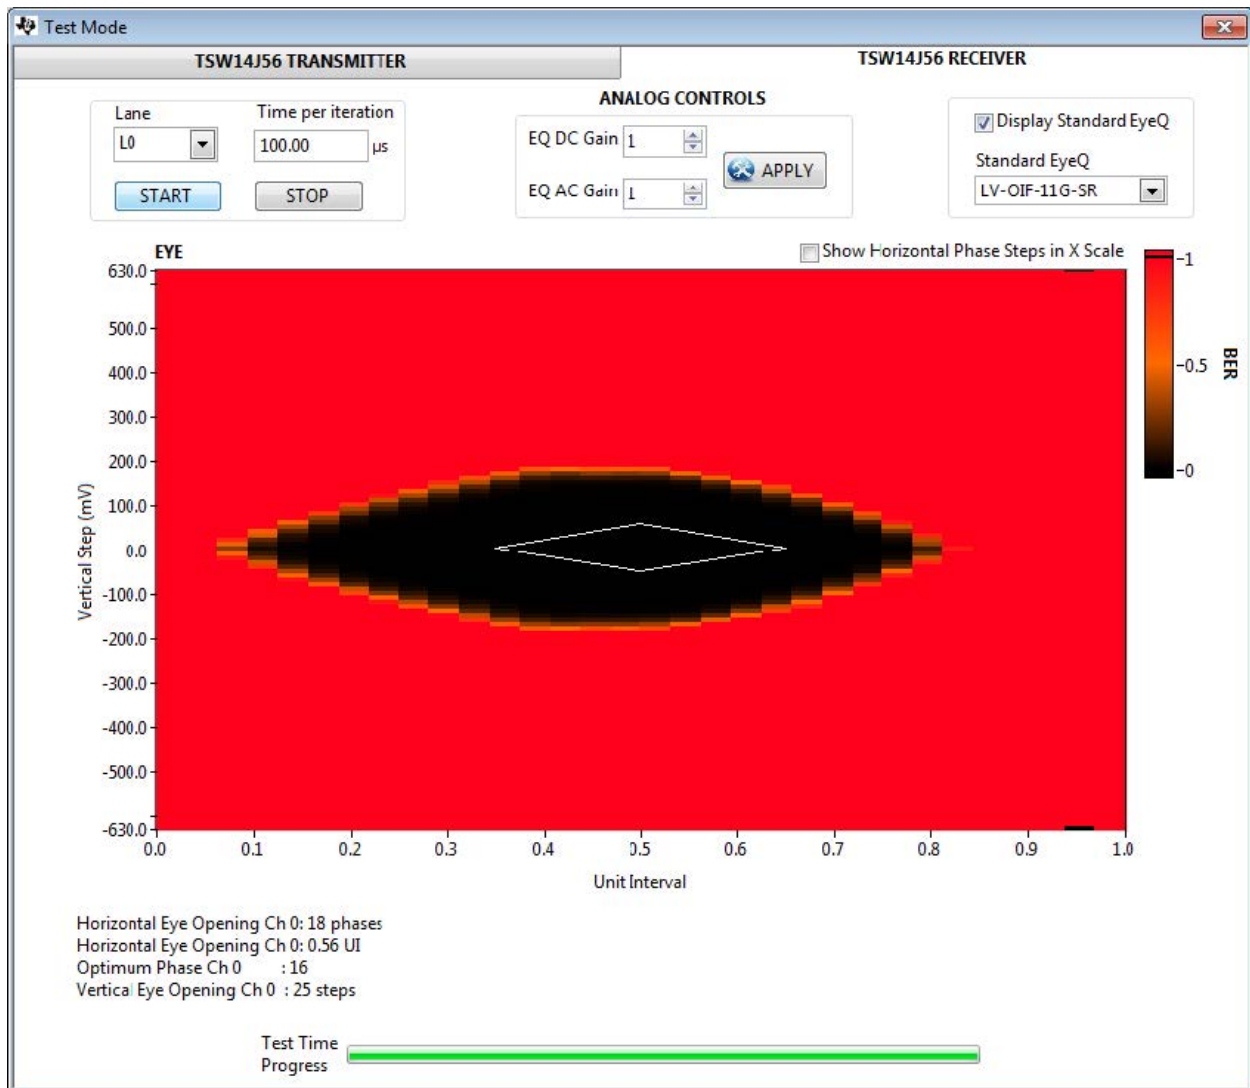 Test Mode
TSW14J56 TRANSMITTER
TSW14J56 RECEIVER
Lane
Time per iteration
L0
100.00 µs
START
STOP
ANALOG CONTROLS
EQ DC Gain 1
EQ AC Gain 1
APPLY
Display Standard EyeQ
Standard EyeQ
LV-OIF-11G-SR
EYE
Show Horizontal Phase Steps in X Scale
630.0
500.0
400.0
300.0
200.0
100.0
0.0
-100.0
-200.0
-300.0
-400.0
-500.0
-630.0
Vertical Step (mV)
0.0 0.1 0.2 0.3 0.4 0.5 0.6 0.7 0.8 0.9 1.0
Unit Interval
-1
-0.5
-0
BER
Horizontal Eye Opening Ch 0: 18 phases
Horizontal Eye Opening Ch 0: 0.56 UI
Optimum Phase Ch 0 : 16
Vertical Eye Opening Ch 0 : 25 steps
Test Time
Progress